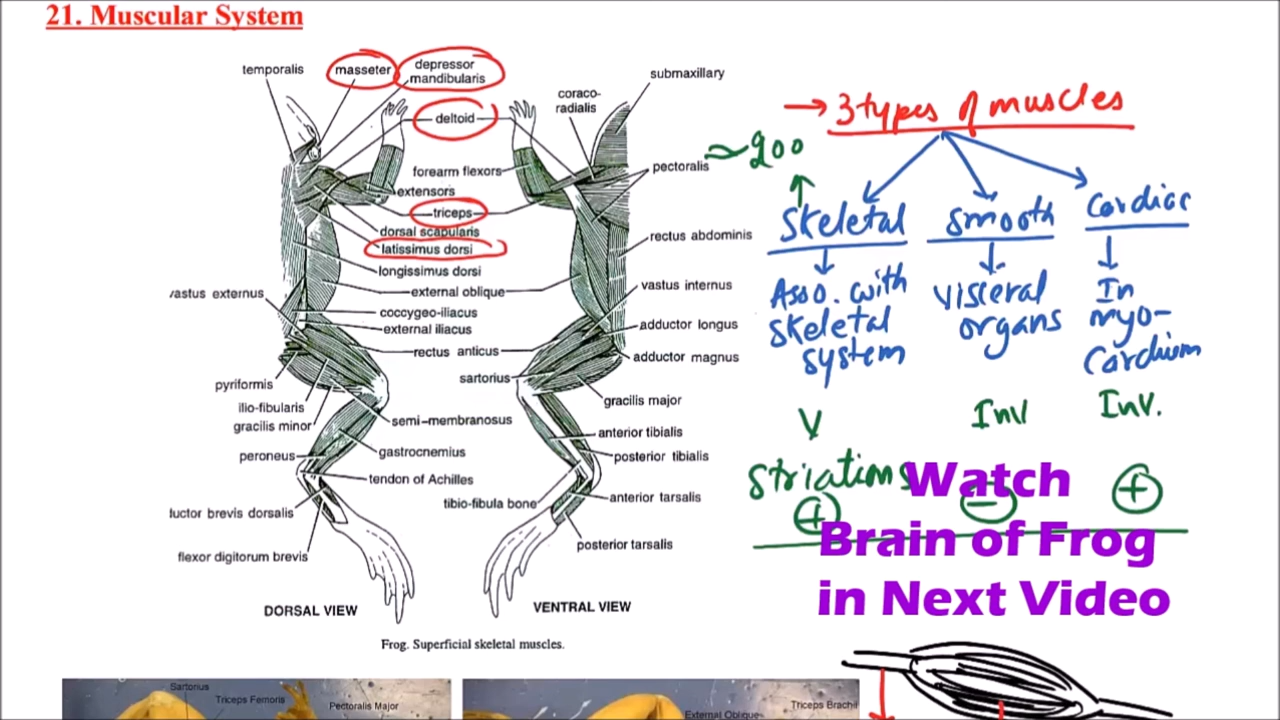 21. Muscular System
temporalis
masseter
depressor
mandibularis
deltoid
forearm flexors
extensors
triceps
dorsal scapularis
latissimus dorsi
longissimus dorsi
external oblique
vastus externus
coccygeo-iliacus
external iliacus
rectus anticus
sartorius
pyriformis
ilio-fibularis
gracilis minor
semi-membranosus
peroneus
gastrocnemius
tendon of Achilles
tibio-fibula bone
luctor brevis dorsalis
flexor digitorum brevis
coraco-
radialis
submaxillary
pectoralis
rectus abdominis
vastus internus
adductor longus
adductor magnus
gracilis major
anterior tibialis
posterior tibialis
anterior tarsalis
posterior tarsalis
DORSAL VIEW
VENTRAL VIEW
Frog. Superficial skeletal muscles.
→ 3 types of muscles
~200
Skeletal
Smooth
Cardiac
Asso. with
skeletal
system
visceral
organs
In
myo-
Cardium
V
Inv
Inv.
Striations
+
-
+
Watch
Brain of Frog
in Next Video
Sartorius
Triceps Femoris
Pectoralis Major
External Oblique
Triceps Brachii